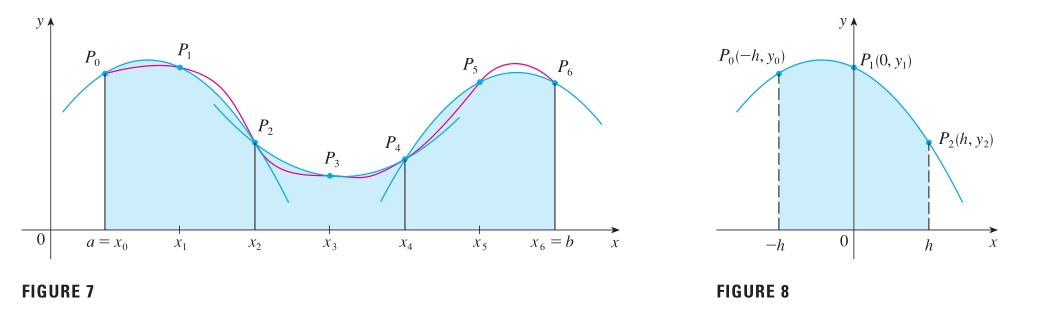 y
P₀
P₁
P₂
P₃
P₄
P₅
P₆
0
a = x₀
x₁
x₂
x₃
x₄
x₅
x₆ = b
x
FIGURE 7
y
P₀(−h, y₀)
P₁(0, y₁)
P₂(h, y₂)
−h
0
h
x
FIGURE 8